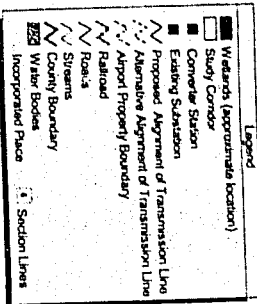 Legend
Wetlands (approximate location)
Study Corridor
Converter Station
Existing Substation
Proposed Alignment of Transmission Line
Alternative Alignment of Transmission Line
Airport Property Boundary
Railroad
Roads
Streams
County Boundary
Water Bodies
Incorporated Place
Section Lines